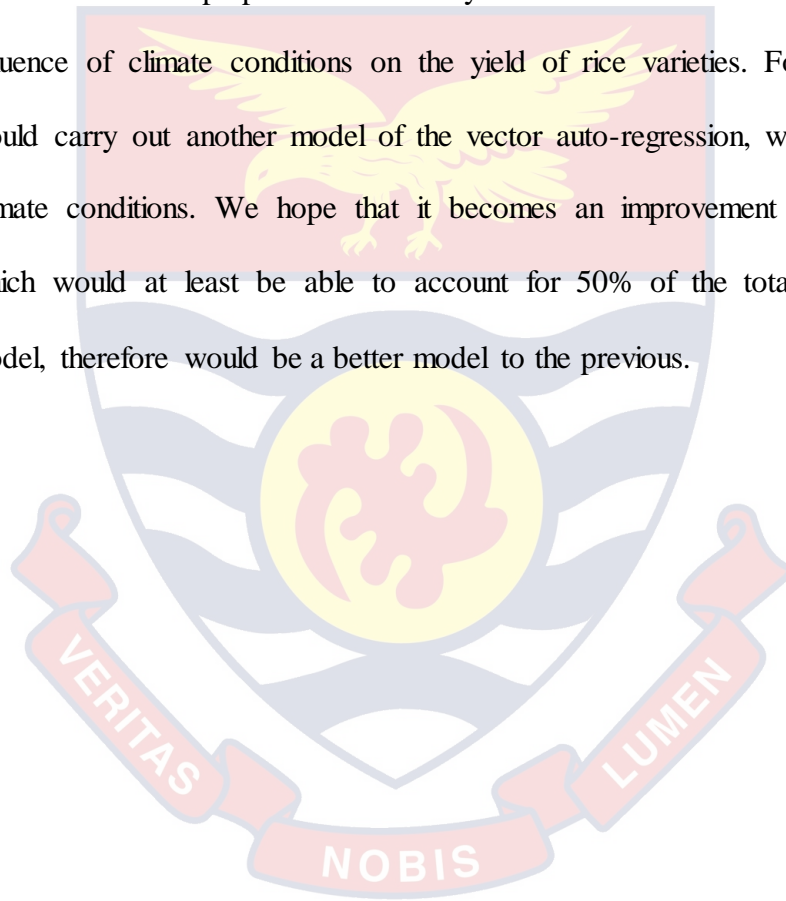 uence of climate conditions on the yield of rice varieties. Fo
ould carry out another model of the vector auto-regression, w
mate conditions. We hope that it becomes an improvement
ich would at least be able to account for 50% of the tota
odel, therefore would be a better model to the previous.
VERITAS
NOBIS
LUMEN